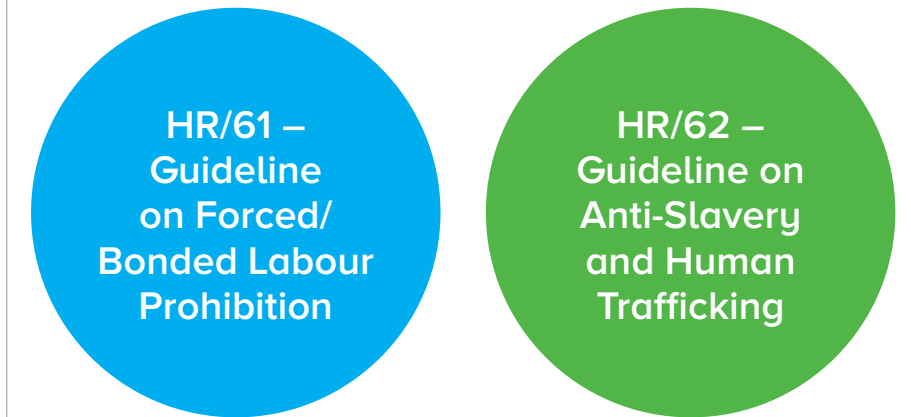 HR/61 –
Guideline
on Forced/
Bonded Labour
Prohibition
HR/62 –
Guideline on
Anti-Slavery
and Human
Trafficking